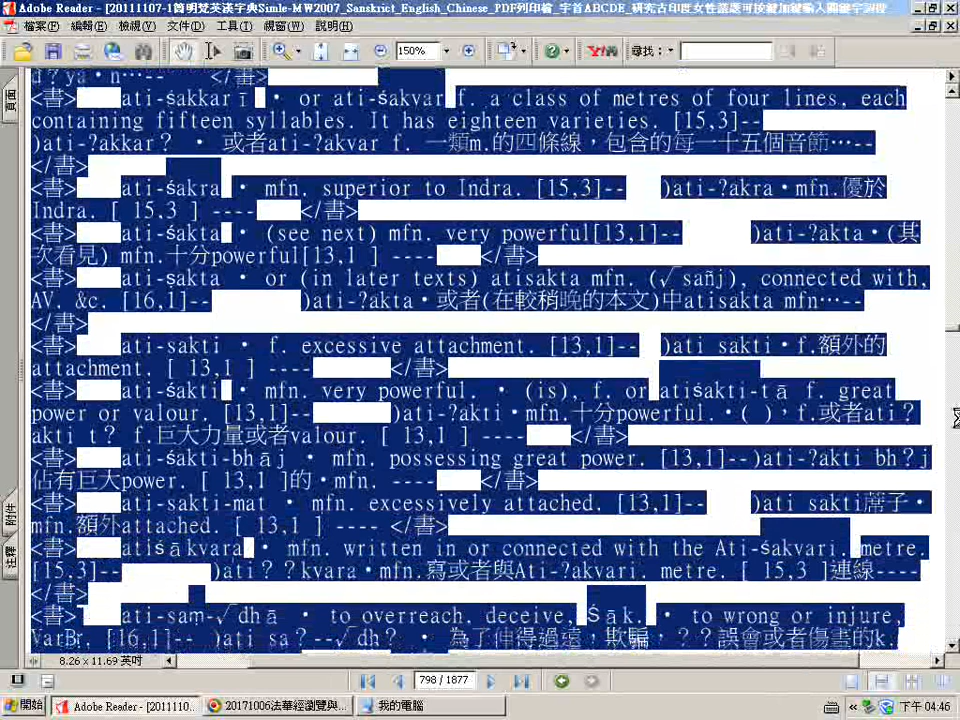 Adobe Reader - [20111107-1簡明梵英漢字典Simle-MW2007_Sanskrit_English_Chinese_PDF列印檔_字首ABCDE_研究古印度女性議題可按熱鍵輸入關鍵字調搜
檔案(F) 編輯(E) 檢視(V) 文件(D) 工具(T) 視窗(W) 說明(H)
150% 尋找：
頁面
附件
注釋
d？ya‧n…-- </書>
<書> ati-śakkarī ‧ or ati-śakvar f. a class of metres of four lines, each
containing fifteen syllables. It has eighteen varieties. [15,3]--
)ati-?akkar？ ‧ 或者ati-?akvar f. 一類m.的四條線，包含的每一十五個音節…--
</書>
<書> ati-śakra ‧ mfn. superior to Indra. [15,3]-- )ati-?akra‧mfn.優於
Indra. [ 15,3 ] ---- </書>
<書> ati-śakta ‧ (see next) mfn. very powerful[13,1]-- )ati-?akta‧(其
次看見) mfn.十分powerful[13,1 ] ---- </書>
<書> ati-śakta ‧ or (in later texts) atisakta mfn. (√sañj), connected with,
AV. &c. [16,1]-- )ati-?akta‧或者(在較稍晚的本文)中atisakta mfn…--
</書>
<書> ati-sakti ‧ f. excessive attachment. [13,1]-- )ati sakti‧f.額外的
attachment. [ 13,1 ] ---- </書>
<書> ati-śakti ‧ mfn. very powerful. ‧ (is), f. or atiśakti-tā f. great
power or valour. [13,1]-- )ati-?akti‧mfn.十分powerful.‧( )，f.或者ati？
akti t？ f.巨大力量或者valour. [ 13,1 ] ---- </書>
<書> ati-śakti-bhāj ‧ mfn. possessing great power. [13,1]--)ati-?akti bh？j
佔有巨大power. [ 13,1 ]的‧mfn. ---- </書>
<書> ati-sakti-mat ‧ mfn. excessively attached. [13,1]-- )ati sakti蓆子‧
mfn.額外attached. [ 13,1 ] ---- </書>
<書> atiśākvara ‧ mfn. written in or connected with the Ati-śakvari. metre.
[15,3]-- )ati？？kvara‧mfn.寫或者與Ati-?akvari. metre. [ 15,3 ]連線----
</書>
<書> ati-sam-√dhā ‧ to overreach, deceive, Śāk. ‧ to wrong or injure,
VarBr. [16,1]-- )ati sa？--√dh？ ‧ 為了伸得過遠，欺騙，？？誤會或者傷害的k.
8.26 x 11.69 英吋
798 / 1877
開始 Adobe Reader - [2011110... 20171006法華經瀏覽與... 我的電腦 下午 04:46